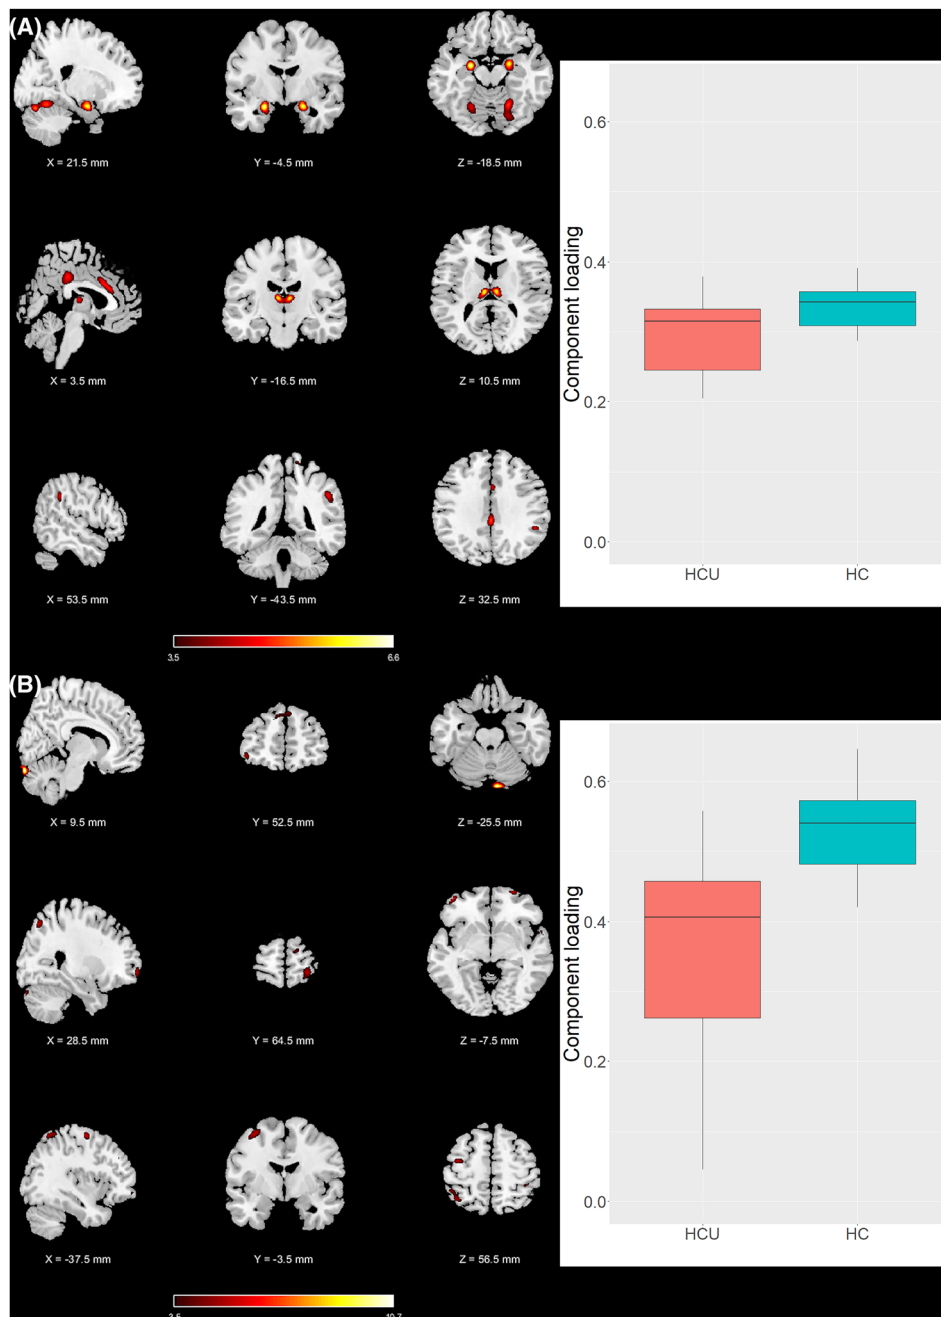 (A)
X = 21.5 mm
Y = -4.5 mm
Z = -18.5 mm
X = 3.5 mm
Y = -16.5 mm
Z = 10.5 mm
X = 53.5 mm
Y = -43.5 mm
Z = 32.5 mm
3.5
6.6
Component loading
0.6
0.4
0.2
0.0
HCU
HC
(B)
X = 9.5 mm
Y = 52.5 mm
Z = -25.5 mm
X = 28.5 mm
Y = 64.5 mm
Z = -7.5 mm
X = -37.5 mm
Y = -3.5 mm
Z = 56.5 mm
Component loading
0.6
0.4
0.2
0.0
HCU
HC